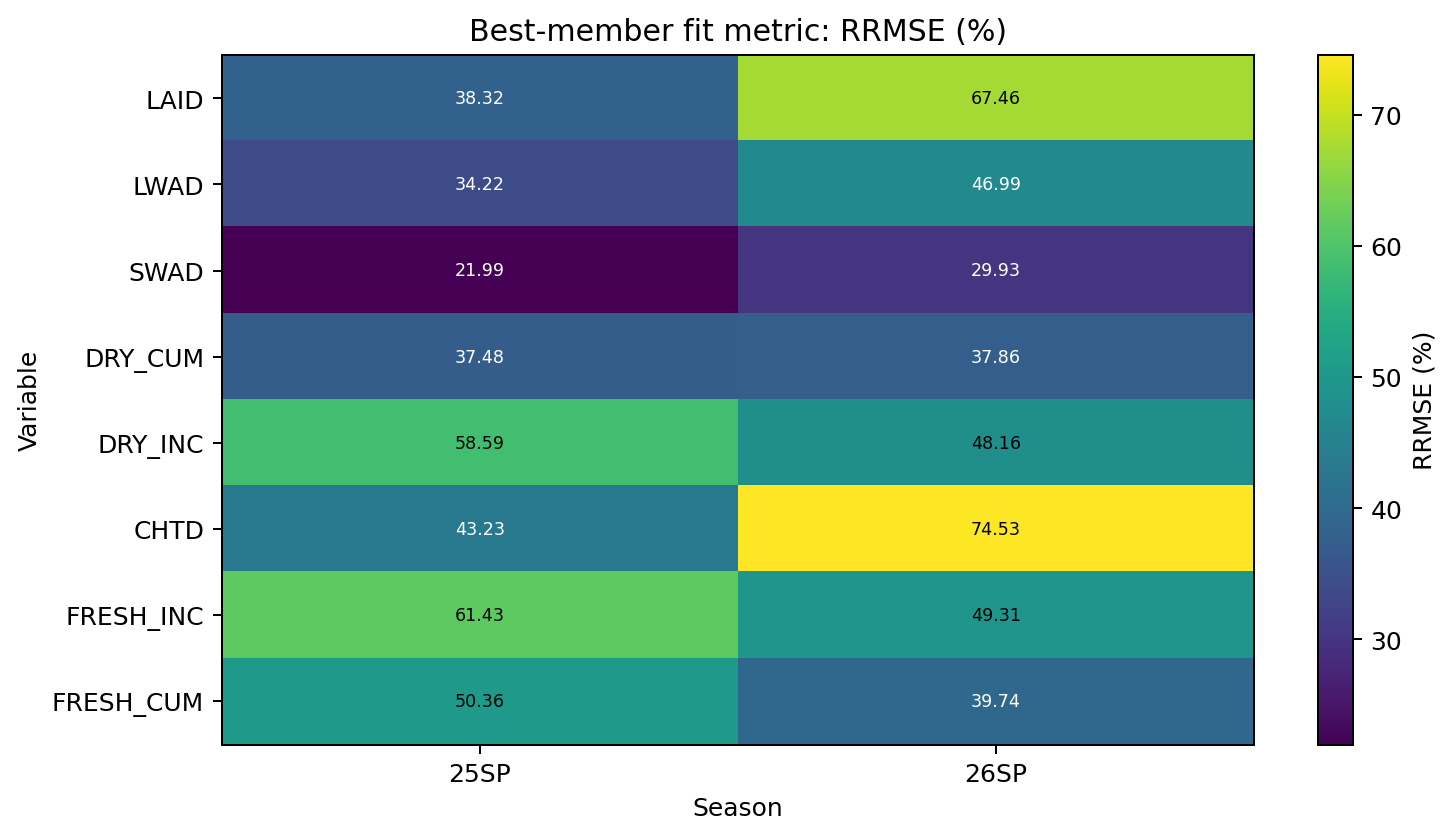 Best-member fit metric: RRMSE (%)
Variable
LAID 38.32 67.46
LWAD 34.22 46.99
SWAD 21.99 29.93
DRY_CUM 37.48 37.86
DRY_INC 58.59 48.16
CHTD 43.23 74.53
FRESH_INC 61.43 49.31
FRESH_CUM 50.36 39.74
25SP 26SP
Season
70
60
50
40
30
RRMSE (%)